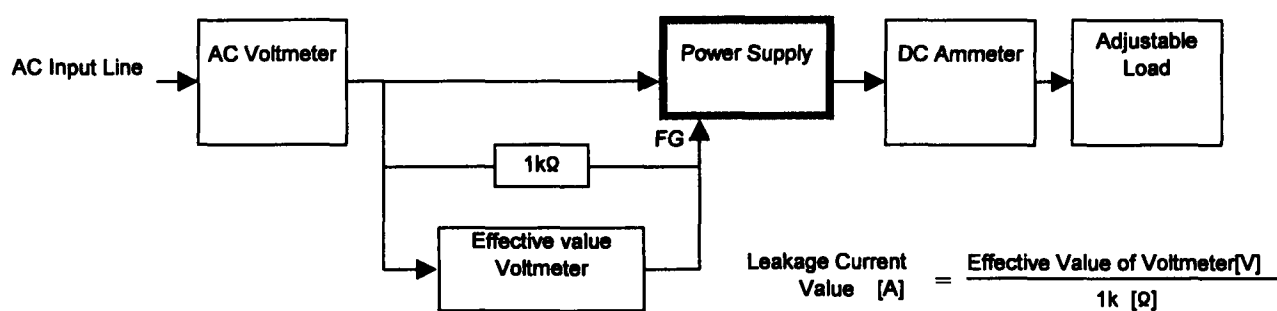 AC Input Line
AC Voltmeter
Power Supply
DC Ammeter
Adjustable
Load
FG
1kΩ
Effective value
Voltmeter
Leakage Current
Value [A]
=
Effective Value of Voltmeter[V]
1k [Ω]